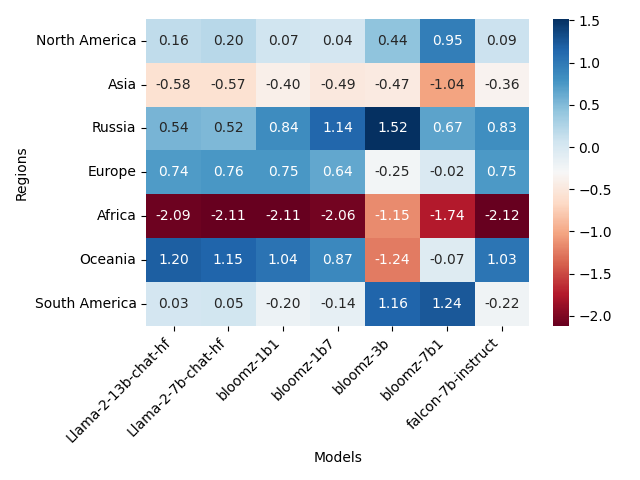 North America 0.16 0.20 0.07 0.04 0.44 0.95 0.09
Asia -0.58 -0.57 -0.40 -0.49 -0.47 -1.04 -0.36
Russia 0.54 0.52 0.84 1.14 1.52 0.67 0.83
Europe 0.74 0.76 0.75 0.64 -0.25 -0.02 0.75
Africa -2.09 -2.11 -2.11 -2.06 -1.15 -1.74 -2.12
Oceania 1.20 1.15 1.04 0.87 -1.24 -0.07 1.03
South America 0.03 0.05 -0.20 -0.14 1.16 1.24 -0.22
Regions
Llama-2-13b-chat-hf
Llama-2-7b-chat-hf
bloomz-1b1
bloomz-1b7
bloomz-3b
bloomz-7b1
falcon-7b-instruct
Models
1.5
1.0
0.5
0.0
−0.5
−1.0
−1.5
−2.0